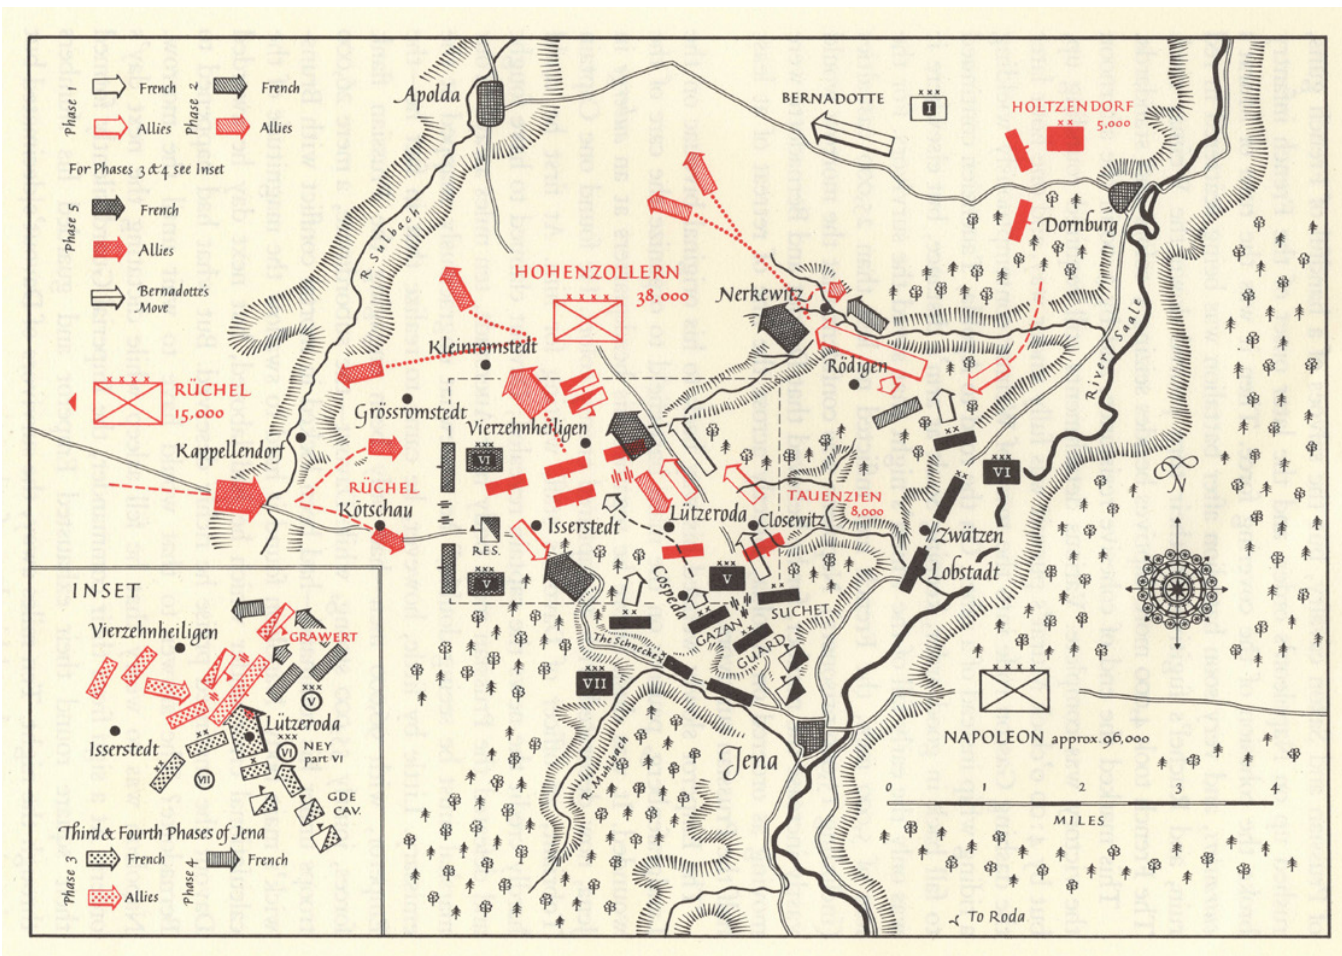 Phase 1
French
Phase 2
French
Allies
Allies
For Phases 3 & 4 see Inset
Phase 5
French
Allies
Bernadotte's
Move
Apolda
R. Sulbach
BERNADOTTE
I
HOLTZENDORF
5,000
Dornburg
River Saale
HOHENZOLLERN
38,000
Nerkewitz
Kleinromstedt
Rödigen
RÜCHEL
15,000
Grössromstedt
Vierzehnheiligen
Kappellendorf
VI
VI
RÜCHEL
Kötschau
TAUENZIEN
8,000
RES.
Isserstedt
Lützeroda
Closewitz
Zwätzen
Lobstadt
V
V
Cospeda
SUCHET
GAZAN
GUARD
The Schnecke
VII
R. Muhlbach
Jena
N
NAPOLEON approx 96,000
0 1 2 3 4
MILES
To Roda
INSET
Vierzehnheiligen
GRAWERT
V
Lützeroda
Isserstedt
VI
NEY
part VI
VII
GDE
CAV.
Third & Fourth Phases of Jena
Phase 3
French
Phase 4
French
Allies